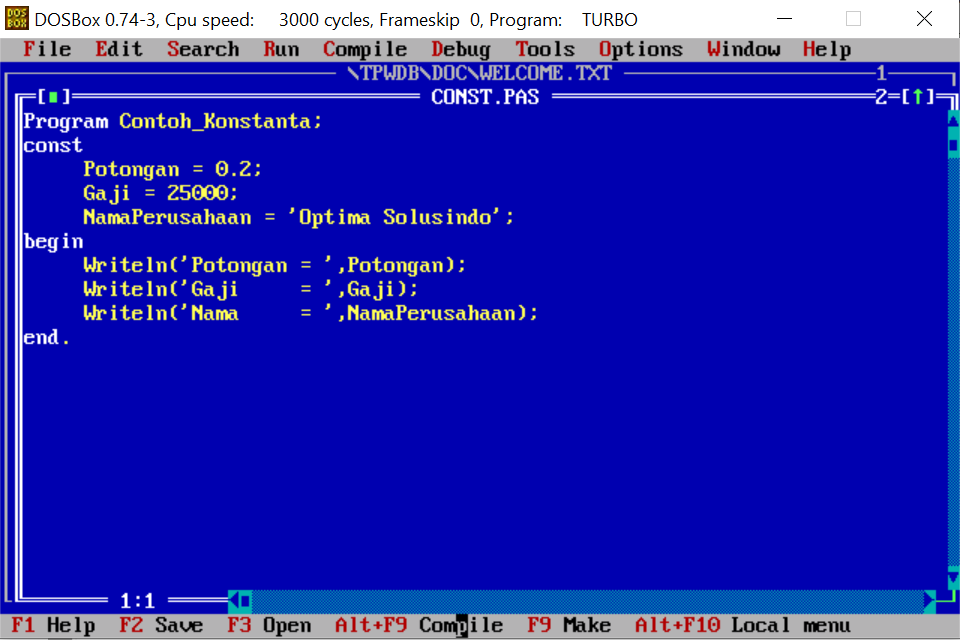 DOS BOX DOSBox 0.74-3, Cpu speed: 3000 cycles, Frameskip 0, Program: TURBO
File Edit Search Run Compile Debug Tools Options Window Help
\TPWDB\DOC\WELCOME.TXT 1
[■] CONST.PAS 2=[↑]
Program Contoh_Konstanta;
const
     Potongan = 0.2;
     Gaji = 25000;
     NamaPerusahaan = 'Optima Solusindo';
begin
     Writeln('Potongan = ',Potongan);
     Writeln('Gaji     = ',Gaji);
     Writeln('Nama     = ',NamaPerusahaan);
end.
1:1
F1 Help F2 Save F3 Open Alt+F9 Compile F9 Make Alt+F10 Local menu